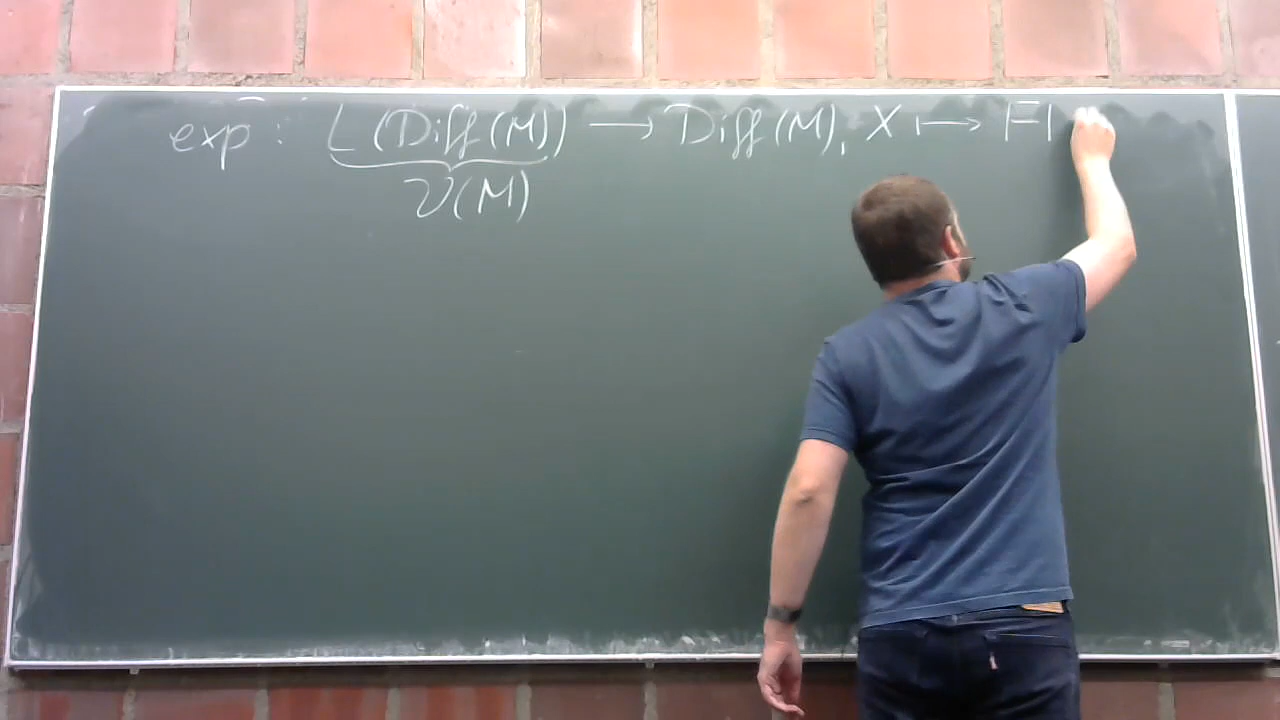 exp : L(Diff(M)) ⟶ Diff(M), X ⟼ Fl
𝒱(M)